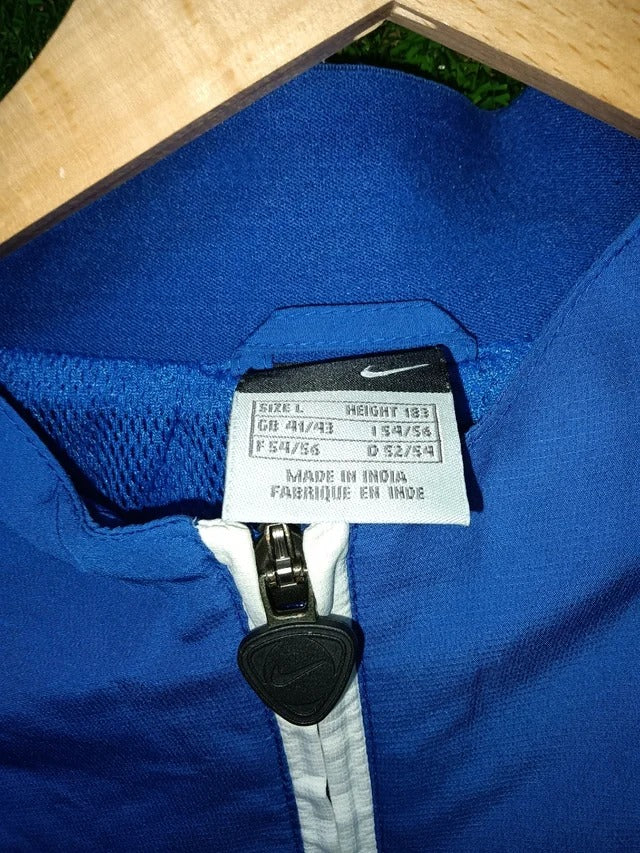 SIZE L HEIGHT 183
GB 41/43 I 54/56
F 54/56 D 52/54
MADE IN INDIA
FABRIQUE EN INDE